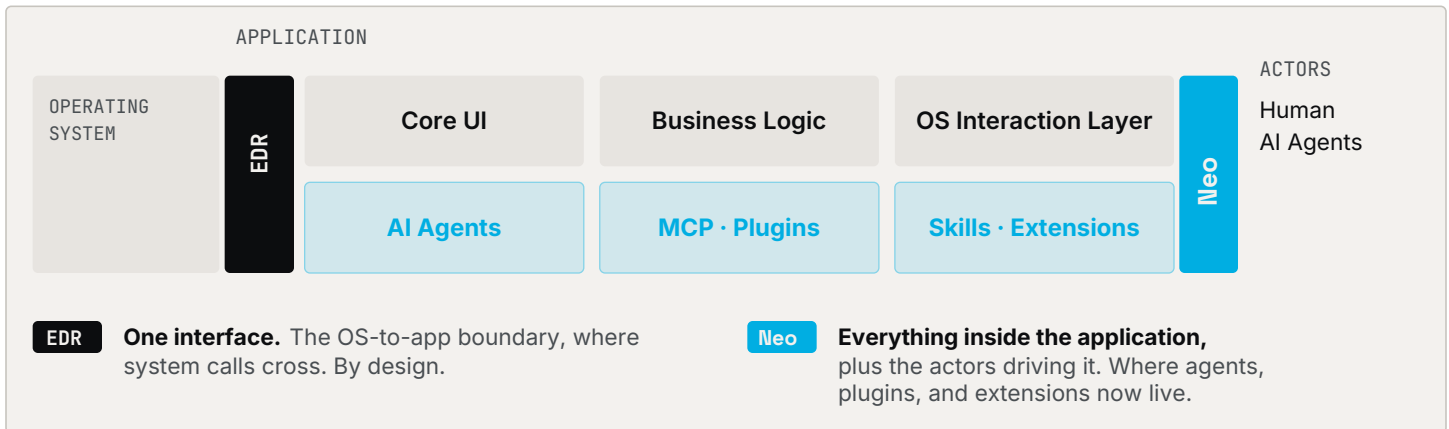 APPLICATION
ACTORS
OPERATING
SYSTEM
EDR
Core UI
Business Logic
OS Interaction Layer
Neo
Human
AI Agents
AI Agents
MCP · Plugins
Skills · Extensions
EDR
One interface. The OS-to-app boundary, where
system calls cross. By design.
Neo
Everything inside the application,
plus the actors driving it. Where agents,
plugins, and extensions now live.